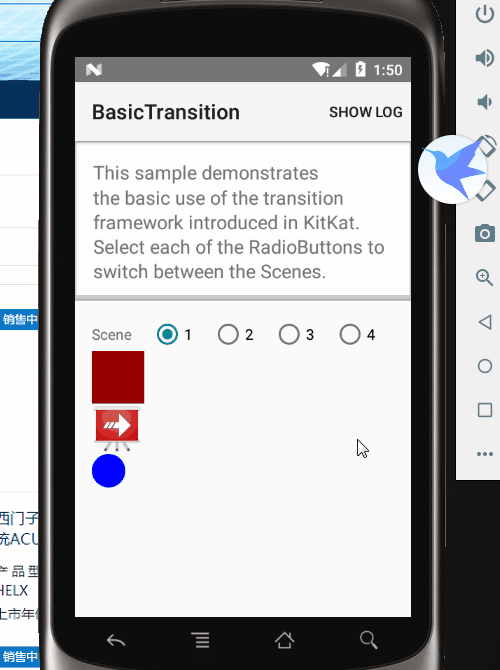 1:50
BasicTransition
SHOW LOG
This sample demonstrates
the basic use of the transition
framework introduced in KitKat.
Select each of the RadioButtons to
switch between the Scenes.
Scene 1 2 3 4
销售中
西门子
统ACU
产 品 型
HELX
上市年份
销售中